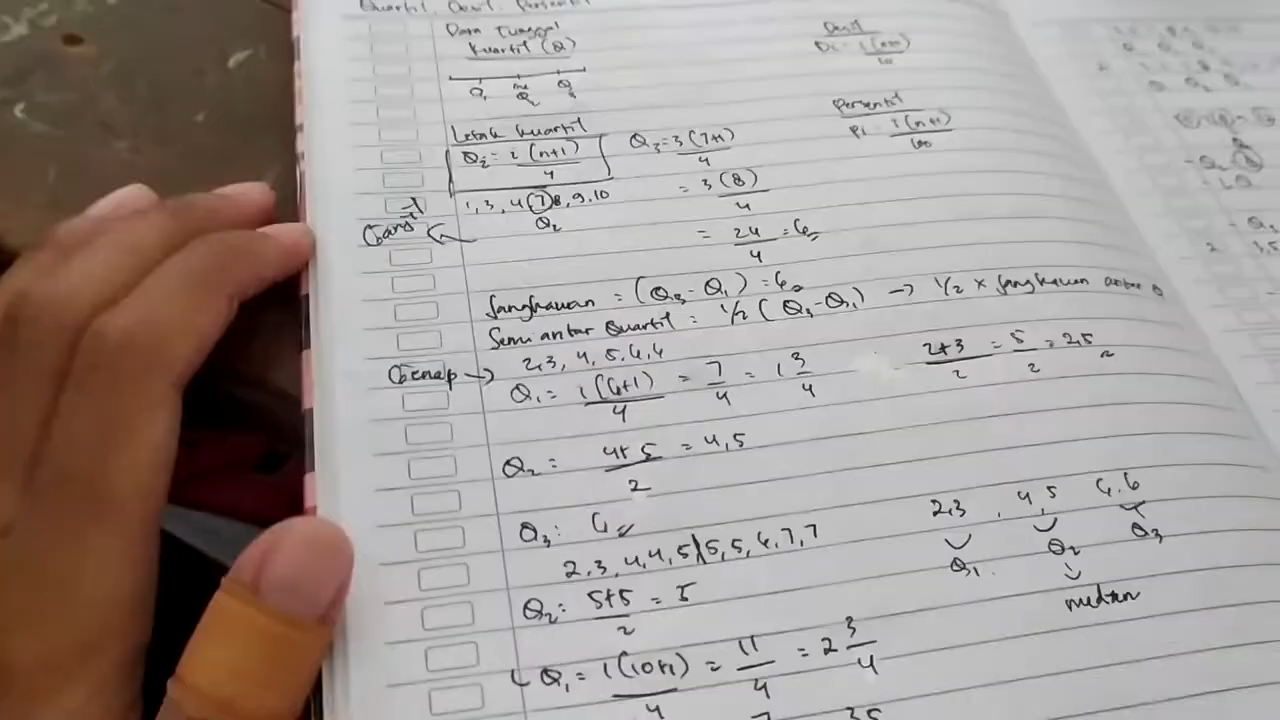 Kuartil, Desil, Persentil
Data Tunggal
Kuartil (Q)
Q₁ me Q₂ Q₃
Desil
Di = i(n+1)/10
Persentil
Pi = i(n+1)/100
Letak kuartil
Qi = i(n+1)/4
Q₃ = 3(7+1)/4
= 3(8)/4
= 24/4 = 6
1, 3, 4, 7, 8, 9, 10
Q₂
Ganjil
Jangkauan = (Q₃ - Q₁) = 6
Semi antar Quartil = 1/2 (Q₃ - Q₁) → 1/2 x Jangkauan antar Q
Genap → 2, 3, 4, 5, 6, 6
Q₁ = 1(6+1)/4 = 7/4 = 1 3/4
2+3/2 = 5/2 = 2,5
Q₂ = 4+5/2 = 4,5
Q₃ : 6
2,3, 4,5 6,6
Q₁ Q₂ Q₃
median
2, 3, 4, 4, 5 \ 5, 5, 6, 7, 7
Q₂ : 5+5/2 = 5
Q₁ = 1(10+1)/4 = 11/4 = 2 3/4